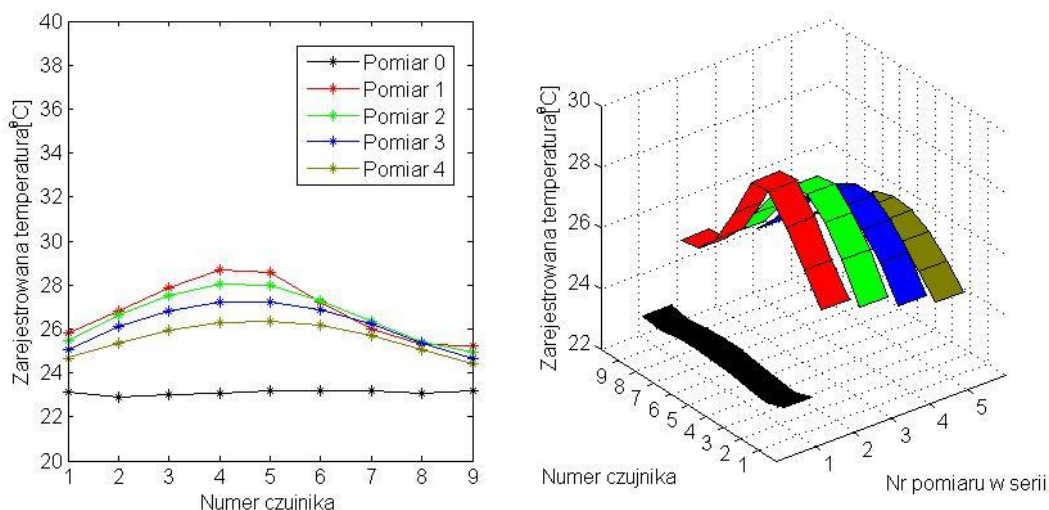 40
38
36
34
32
30
28
26
24
22
20
Zarejestrowana temperatura[°C]
Pomiar 0
Pomiar 1
Pomiar 2
Pomiar 3
Pomiar 4
1 2 3 4 5 6 7 8 9
Numer czujnika
30
28
26
24
22
Zarejestrowana temperatura[°C]
9 8 7 6 5 4 3 2 1
Numer czujnika
1 2 3 4 5
Nr pomiaru w serii